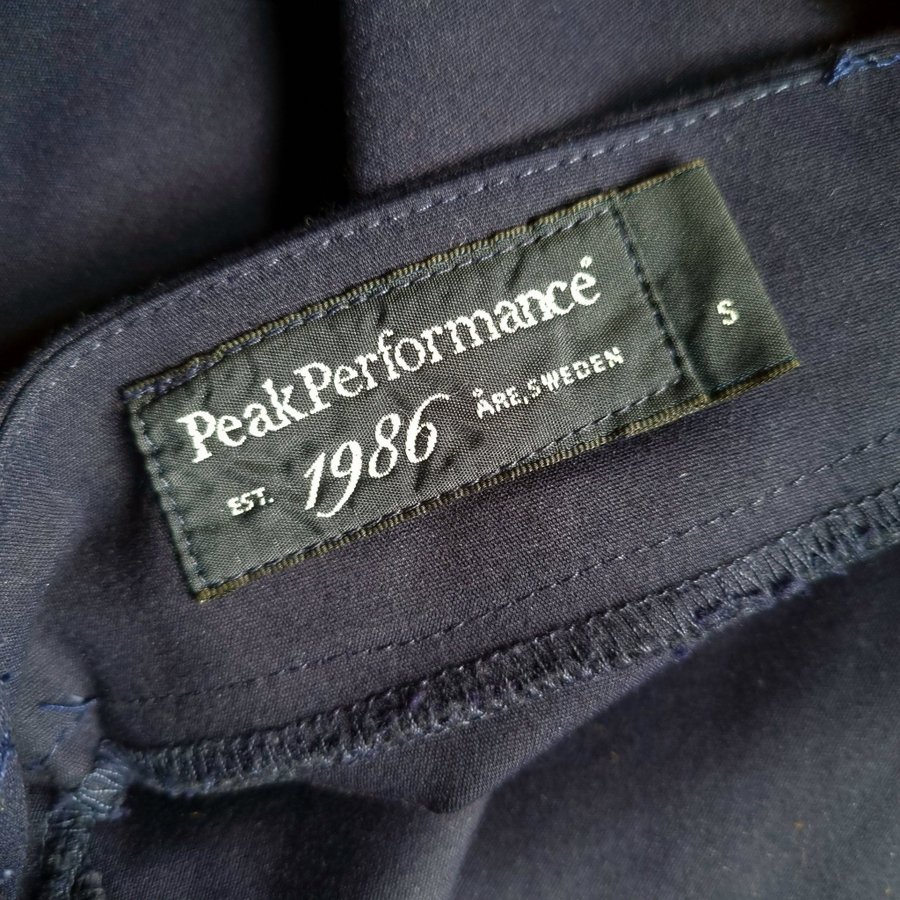 PeakPerformance®
EST. 1986 ÅRE, SWEDEN
S